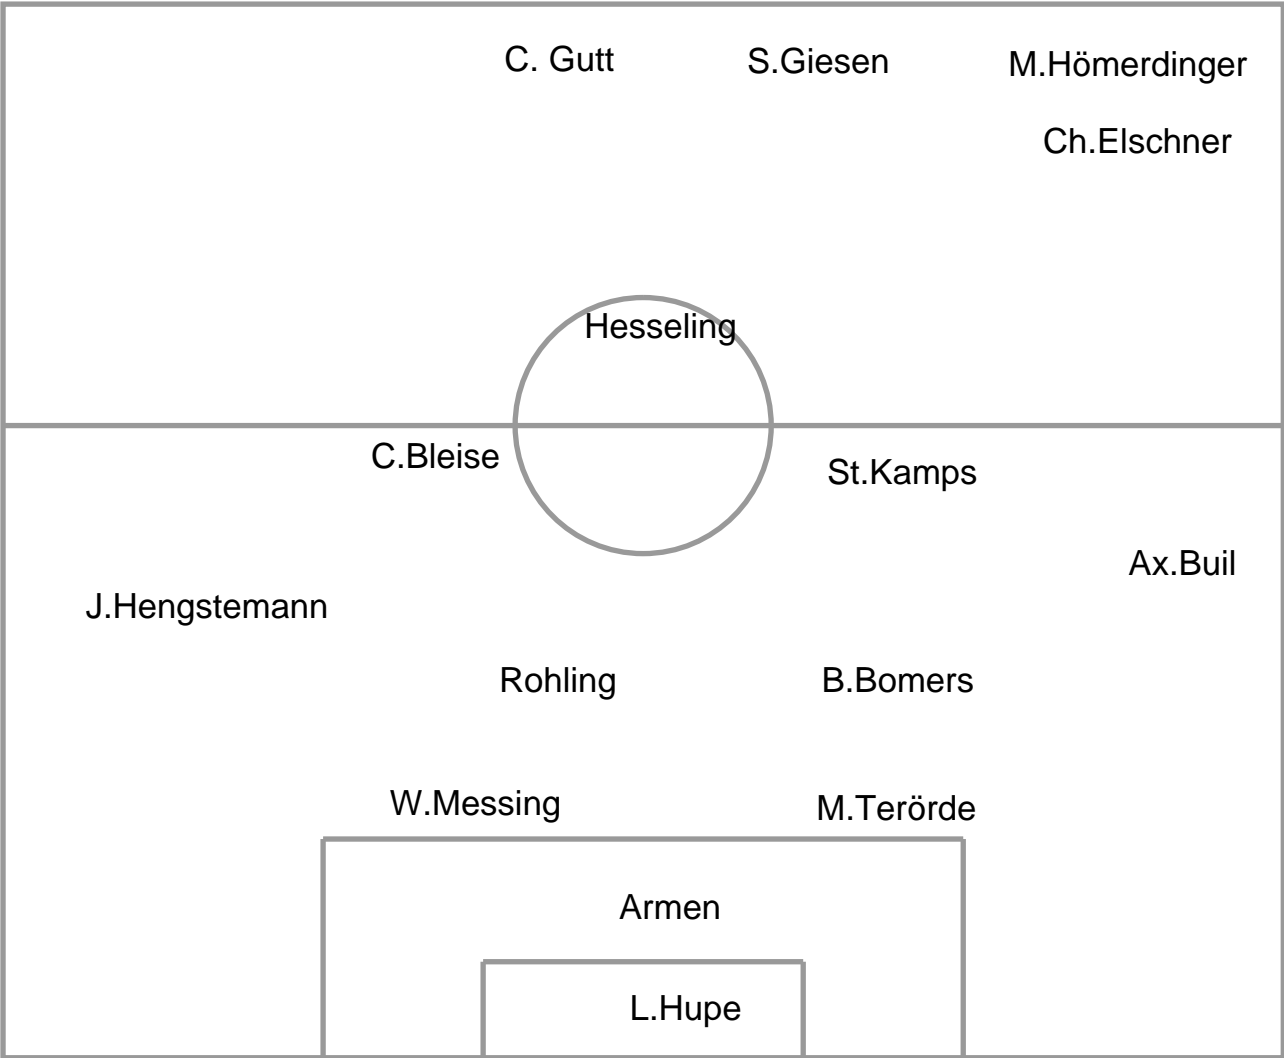 C. Gutt
S.Giesen
M.Hömerdinger
Ch.Elschner
Hesseling
C.Bleise
St.Kamps
Ax.Buil
J.Hengstemann
Rohling
B.Bomers
W.Messing
M.Terörde
Armen
L.Hupe